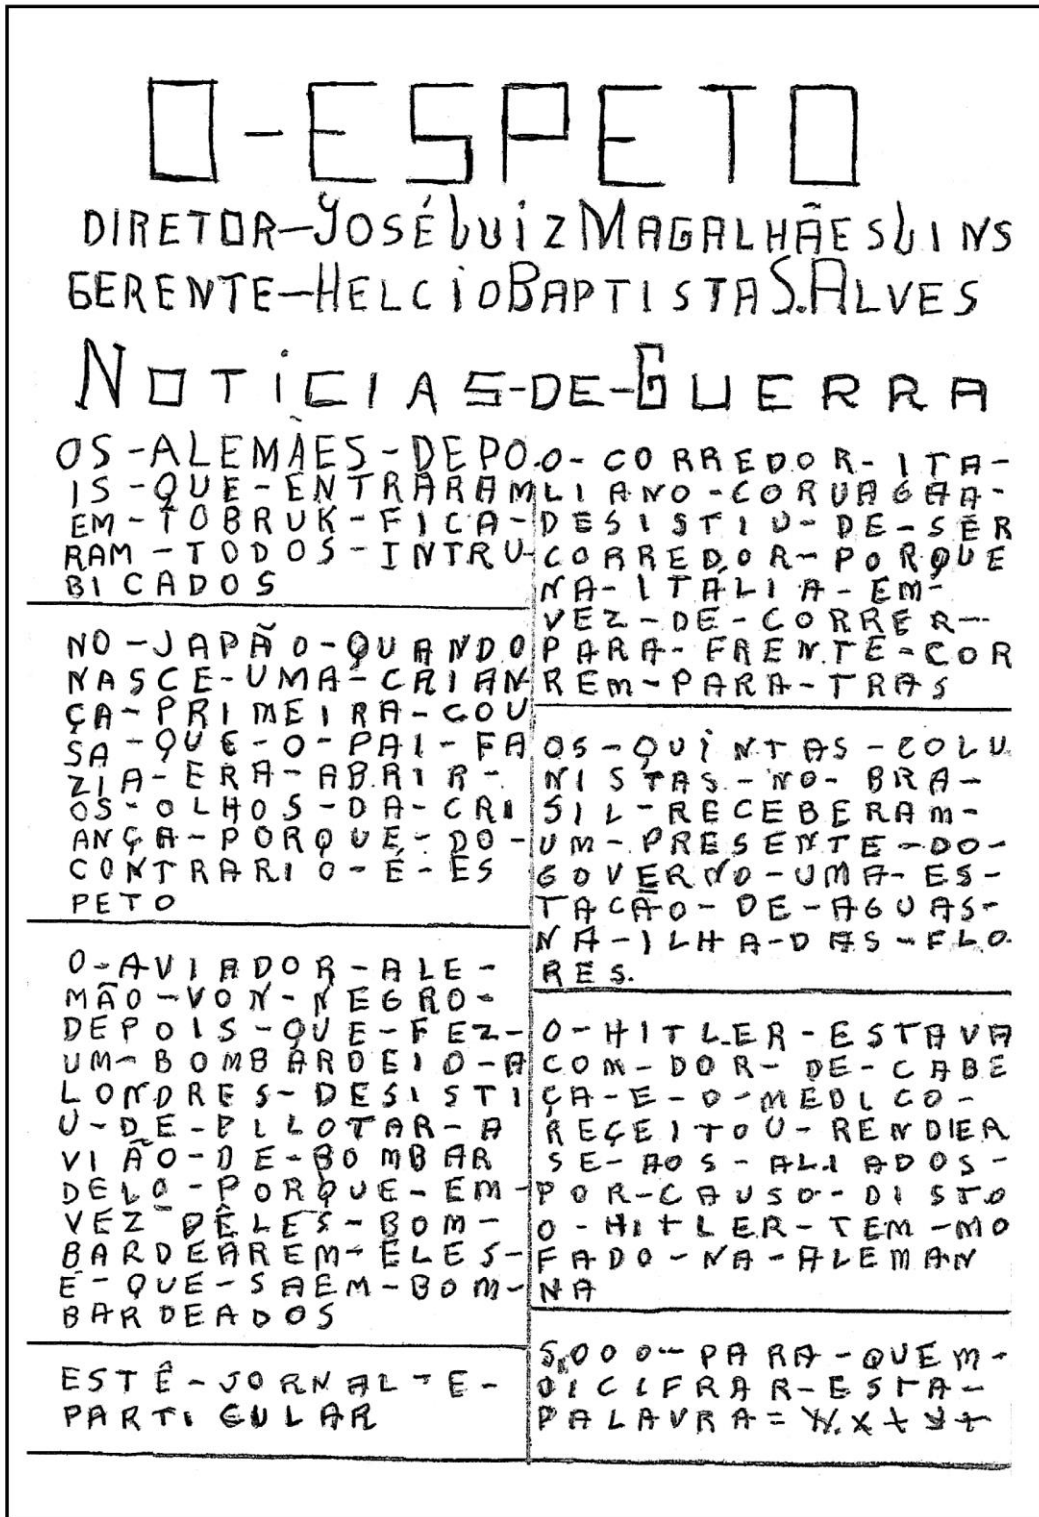 O-ESPETO
DIRETOR-JOSÉ LUIZ MAGALHÃES LINS
GERENTE-HELCIO BAPTISTA S. ALVES
NOTICIAS-DE-GUERRA
OS-ALEMÃES-DEPO
IS-QUE-ENTRARAM
EM-TOBRUK-FICA-
RAM-TODOS-INTRU-
BICADOS
NO-JAPÃO-QUANDO
NASCE-UMA-CRIAN
ÇA-PRIMEIRA-COU
SA-QUE-O-PAI-FA
ZIA-ERA-ABRIR-
OS-OLHOS-DA-CRI
ANÇA-PORQUE-DO-
CONTRARIO-É-ES
PETO
O-AVIADOR-ALE-
MÃO-VON-NEGRO-
DEPOIS-QUE-FEZ-
UM-BOMBARDEIO-A
LONDRES-DESISTI
U-DE-PILOTAR-A
VIÃO-DE-BOMBAR
DEIO-PORQUE-EM-
VEZ-DÊLES-BOM-
BARDEAREM-ÊLES-
É-QUE-SAEM-BOM-
BARDEADOS
ESTÊ-JORNAL-E-
PARTICULAR
O-CORREDOR-ITA-
LIANO-CORUAGAA-
DESISTIU-DE-SER
CORREDOR-PORQUE
NA-ITÁLIA-EM-
VEZ-DE-CORRER-
PARA-FRENTE-COR
REM-PARA-TRAS
OS-QUINTAS-COLU
NISTAS-NO-BRA-
SIL-RECEBERAM-
UM-PRESENTE-DO-
GOVERNO-UMA-ES-
TACÃO-DE-AGUAS-
NA-ILHA-DAS-FLO.
RES.
O-HITLER-ESTAVA
COM-DOR-DE-CABE
ÇA-E-O-MEDICO-
REÇEITOU-RENDER
SE-AOS-ALIADOS-
POR-CAUSO-DISTO
O-HITLER-TEM-MO
FADO-NA-ALEMAN
NA
5,000-PARA-QUEM-
DICIFRAR-ESTA-
PALAVRA=